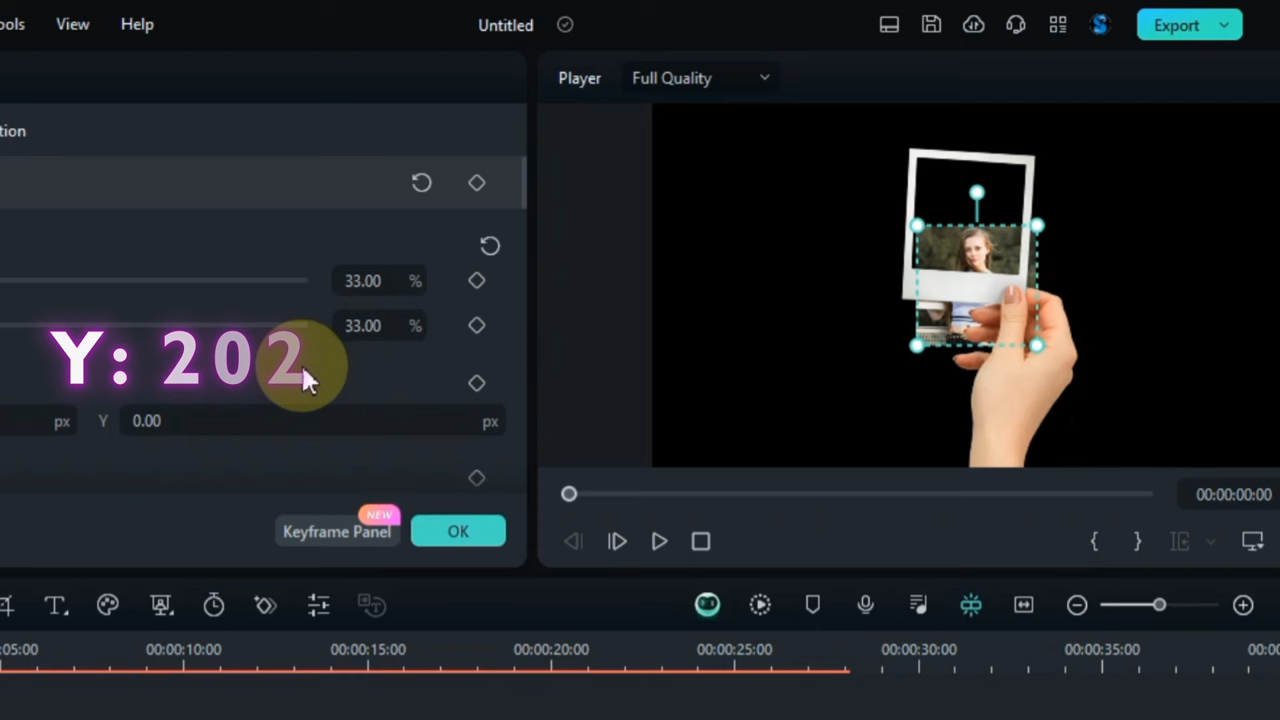 ools View Help Untitled Export
Player Full Quality
tion
33.00 %
33.00 %
Y: 202
px Y 0.00 px
00:00:00:00
NEW
Keyframe Panel OK
:05:00 00:00:10:00 00:00:15:00 00:00:20:00 00:00:25:00 00:00:30:00 00:00:35:00 00:0